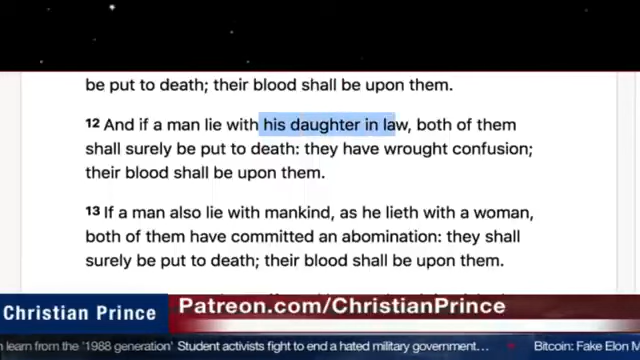 be put to death; their blood shall be upon them.
12 And if a man lie with his daughter in law, both of them
shall surely be put to death: they have wrought confusion;
their blood shall be upon them.
13 If a man also lie with mankind, as he lieth with a woman,
both of them have committed an abomination: they shall
surely be put to death; their blood shall be upon them.
Christian Prince
Patreon.com/ChristianPrince
n learn from the '1988 generation' Student activists fight to end a hated military government… Bitcoin: Fake Elon M